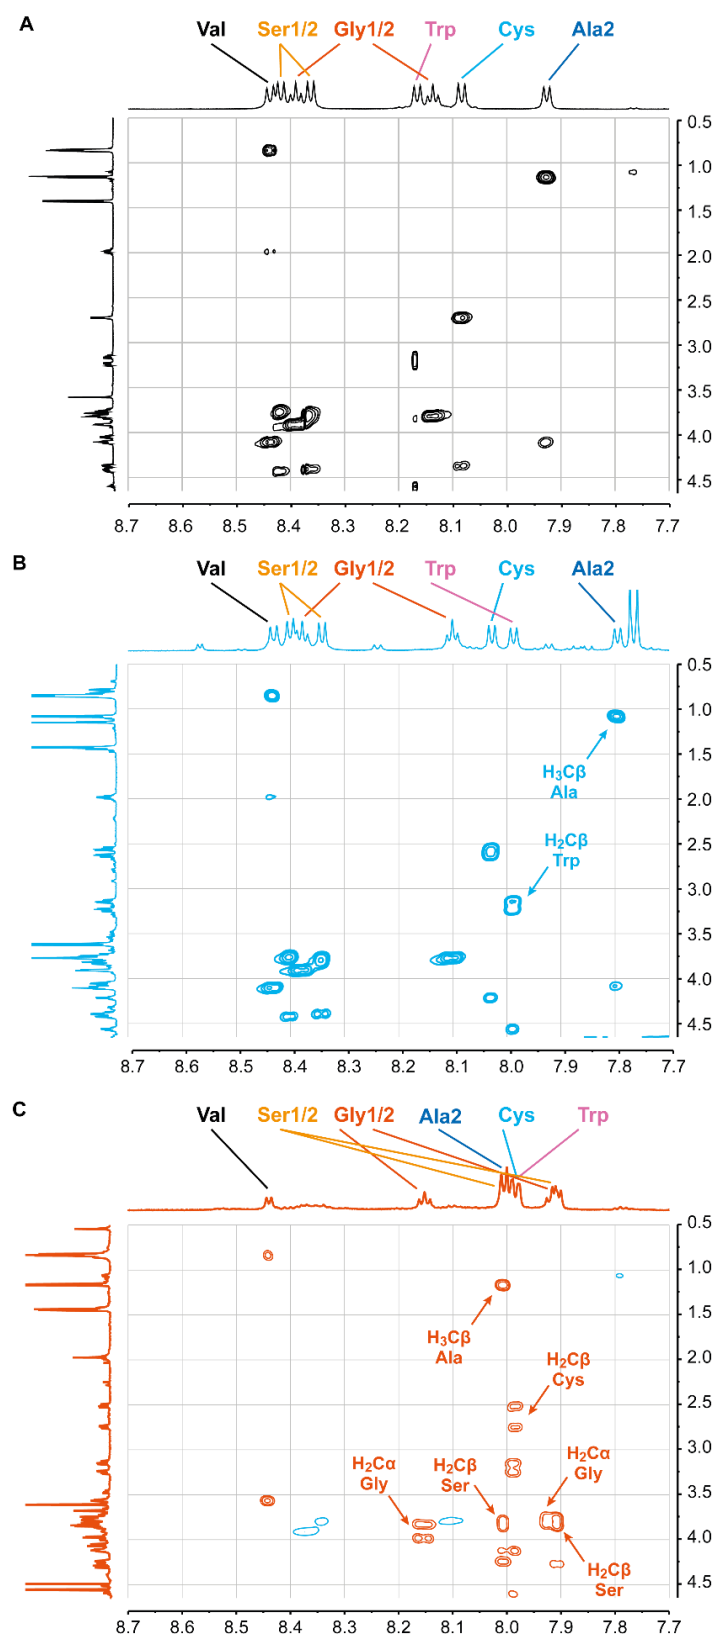 A
Val Ser1/2 Gly1/2 Trp Cys Ala2
0.5
1.0
1.5
2.0
2.5
3.0
3.5
4.0
4.5
8.7 8.6 8.5 8.4 8.3 8.2 8.1 8.0 7.9 7.8 7.7
B
Val Ser1/2 Gly1/2 Trp Cys Ala2
0.5
1.0
H₃Cβ
Ala
1.5
2.0
H₂Cβ
Trp
2.5
3.0
3.5
4.0
4.5
8.7 8.6 8.5 8.4 8.3 8.2 8.1 8.0 7.9 7.8 7.7
C
Val Ser1/2 Gly1/2 Ala2 Cys Trp
0.5
1.0
1.5
H₃Cβ
Ala
2.0
H₂Cβ
Cys
2.5
3.0
H₂Cα
Gly
H₂Cβ
Ser
H₂Cα
Gly
3.5
4.0
H₂Cβ
Ser
4.5
8.7 8.6 8.5 8.4 8.3 8.2 8.1 8.0 7.9 7.8 7.7